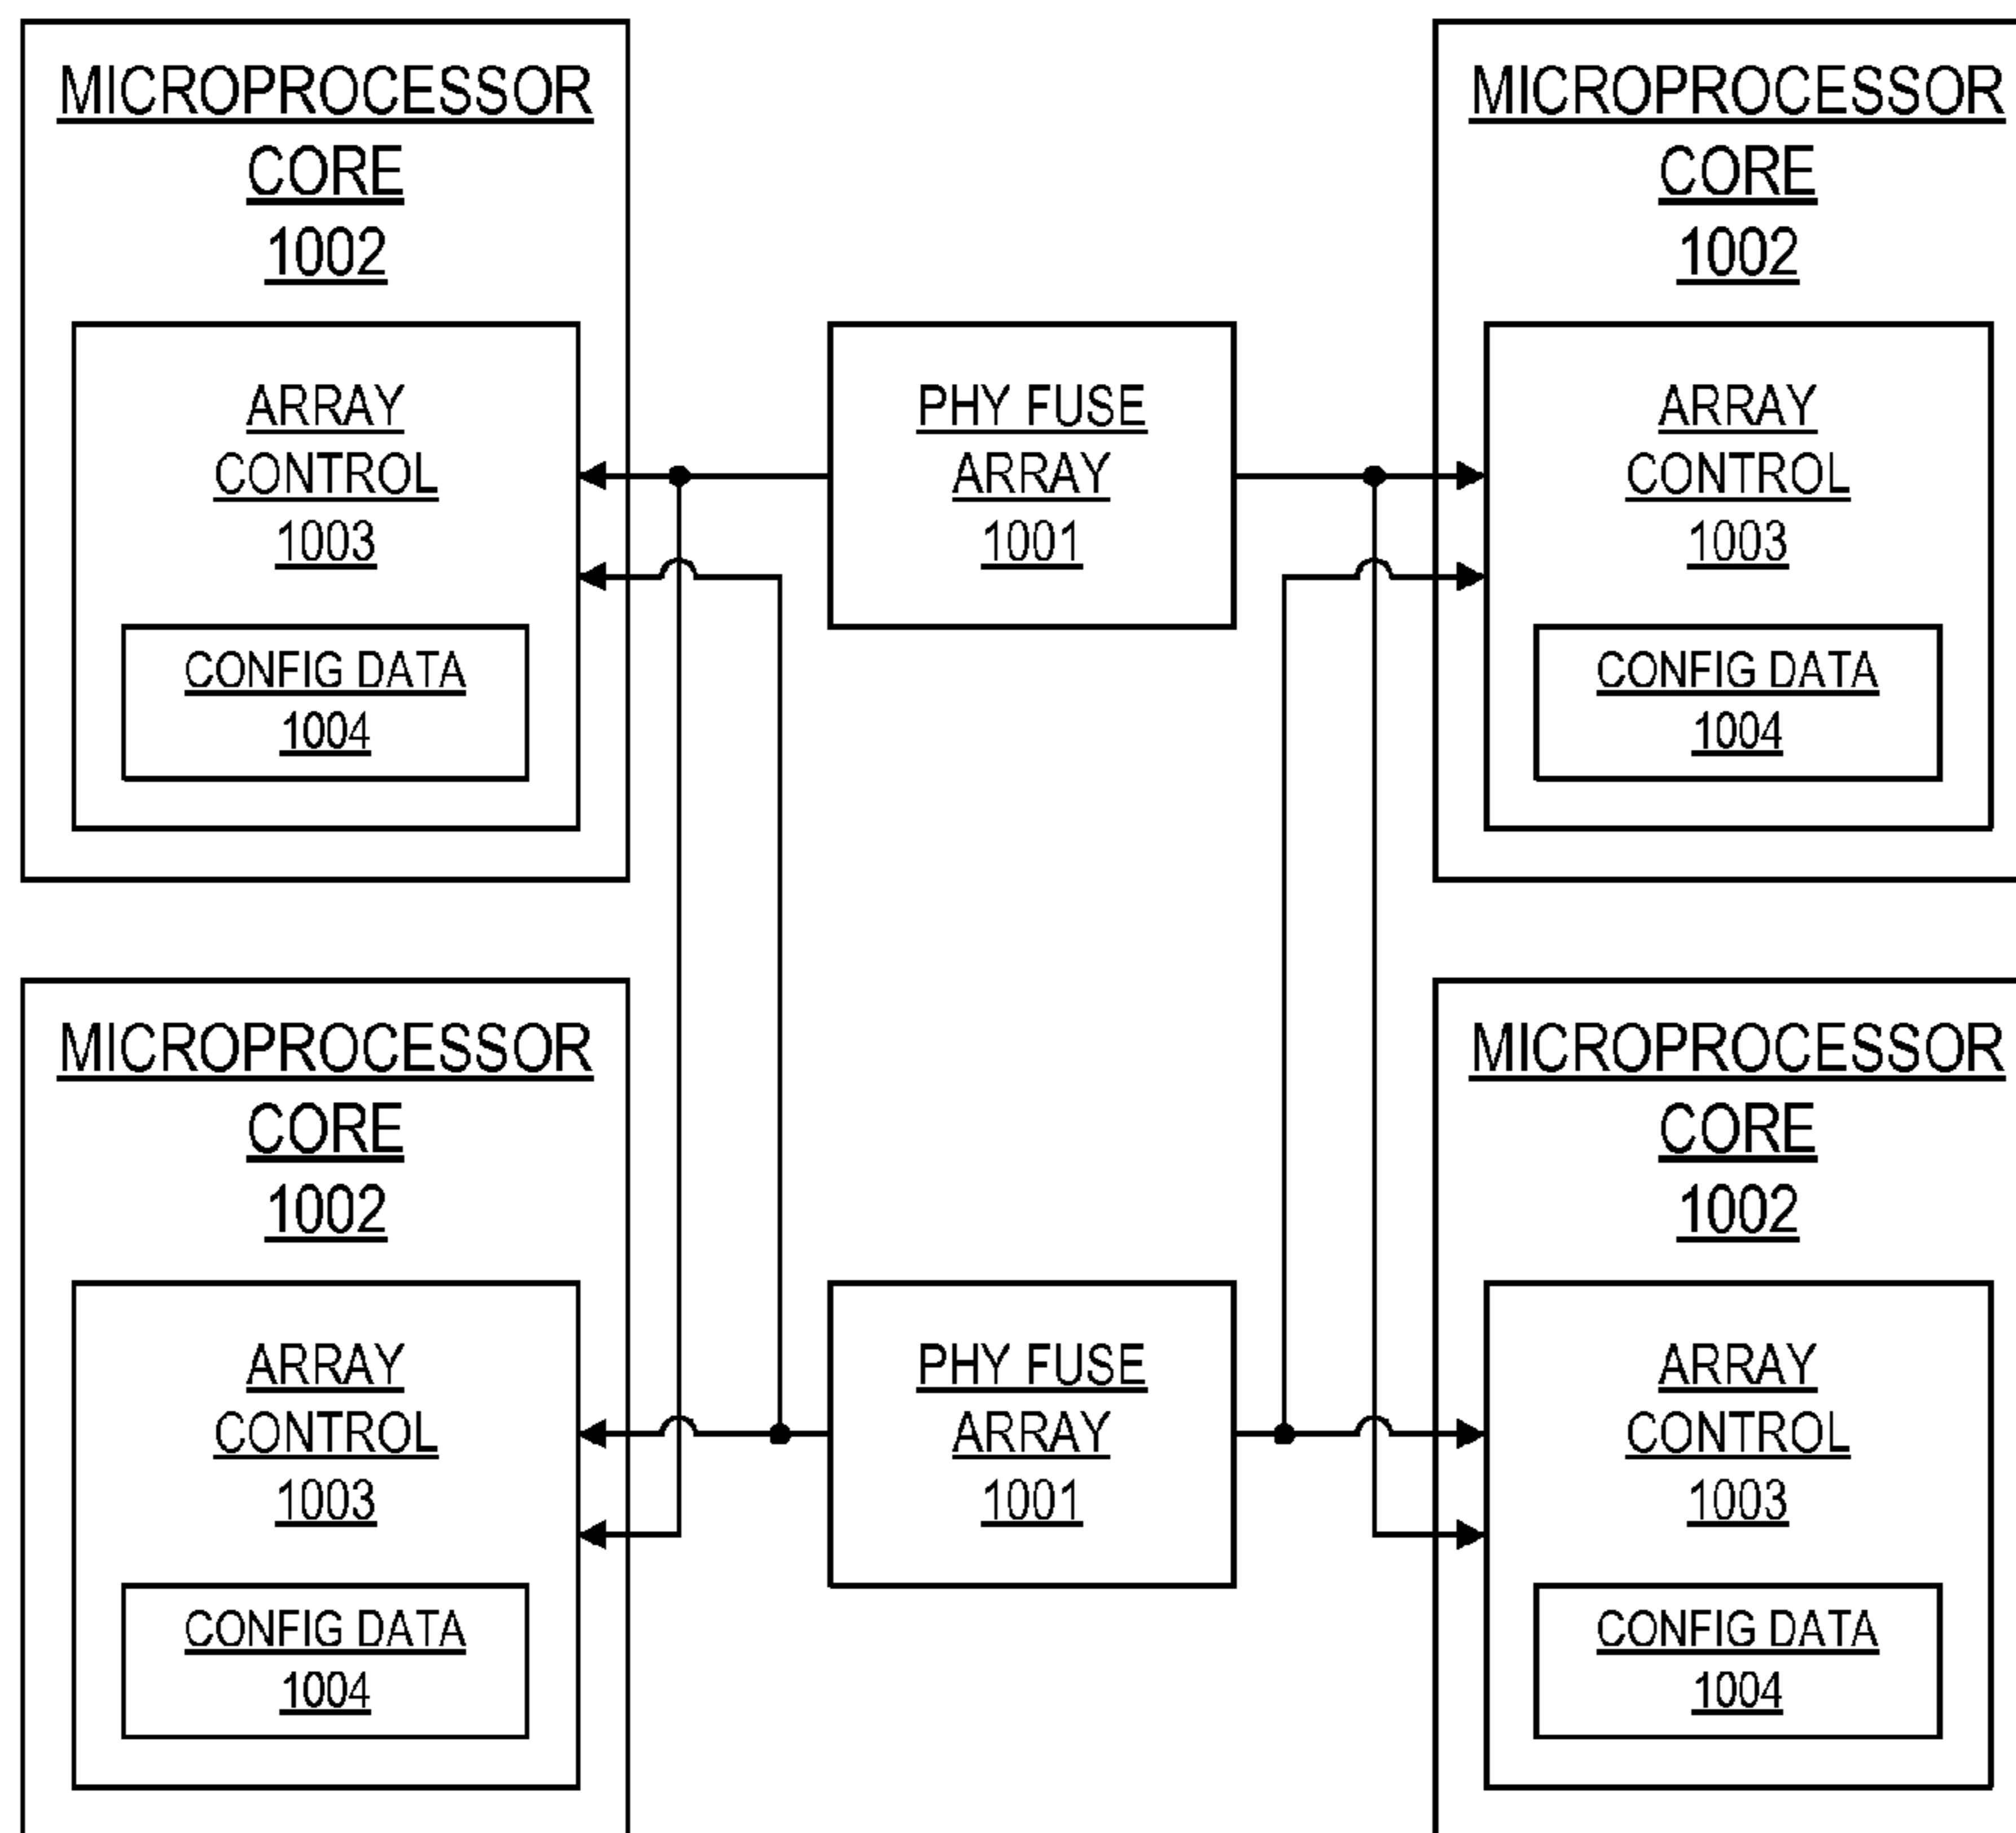 MICROPROCESSOR
CORE
1002
ARRAY
CONTROL
1003
CONFIG DATA
1004
PHY FUSE
ARRAY
1001
MICROPROCESSOR
CORE
1002
ARRAY
CONTROL
1003
CONFIG DATA
1004
MICROPROCESSOR
CORE
1002
ARRAY
CONTROL
1003
CONFIG DATA
1004
PHY FUSE
ARRAY
1001
MICROPROCESSOR
CORE
1002
ARRAY
CONTROL
1003
CONFIG DATA
1004